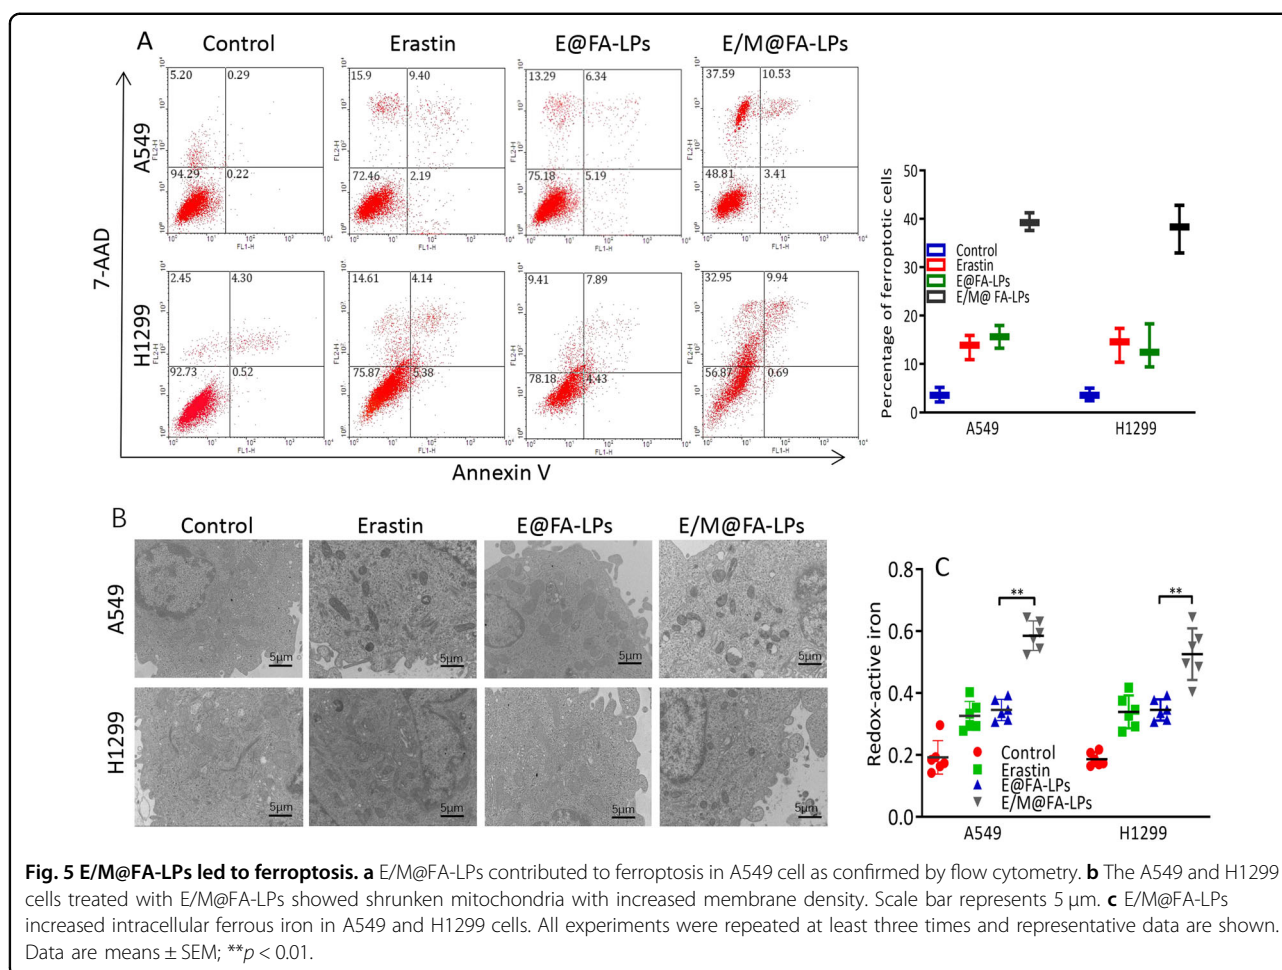 A
Control
Erastin
E@FA-LPs
E/M@FA-LPs
7-AAD
A549
5.20 0.29
94.29 0.22
15.9 9.40
72.46 2.19
13.29 6.34
75.18 5.19
37.59 10.53
48.81 3.41
FL2-H
FL1-H
H1299
2.45 4.30
92.73 0.52
14.61 4.14
75.87 5.38
9.41 7.89
78.18 4.43
32.95 9.94
56.87 0.69
FL2-H
FL1-H
Annexin V
Percentage of ferroptotic cells
50
40
30
20
10
0
Control
Erastin
E@FA-LPs
E/M@ FA-LPs
A549 H1299
B
Control
Erastin
E@FA-LPs
E/M@FA-LPs
A549
5μm 5μm 5μm 5μm
H1299
5μm 5μm 5μm 5μm
C
Redox-active iron
0.8
0.6
0.4
0.2
0.0
** **
Control
Erastin
E@FA-LPs
E/M@FA-LPs
A549 H1299
Fig. 5 E/M@FA-LPs led to ferroptosis. a E/M@FA-LPs contributed to ferroptosis in A549 cell as confirmed by flow cytometry. b The A549 and H1299
cells treated with E/M@FA-LPs showed shrunken mitochondria with increased membrane density. Scale bar represents 5 μm. c E/M@FA-LPs
increased intracellular ferrous iron in A549 and H1299 cells. All experiments were repeated at least three times and representative data are shown.
Data are means ± SEM; **p < 0.01.